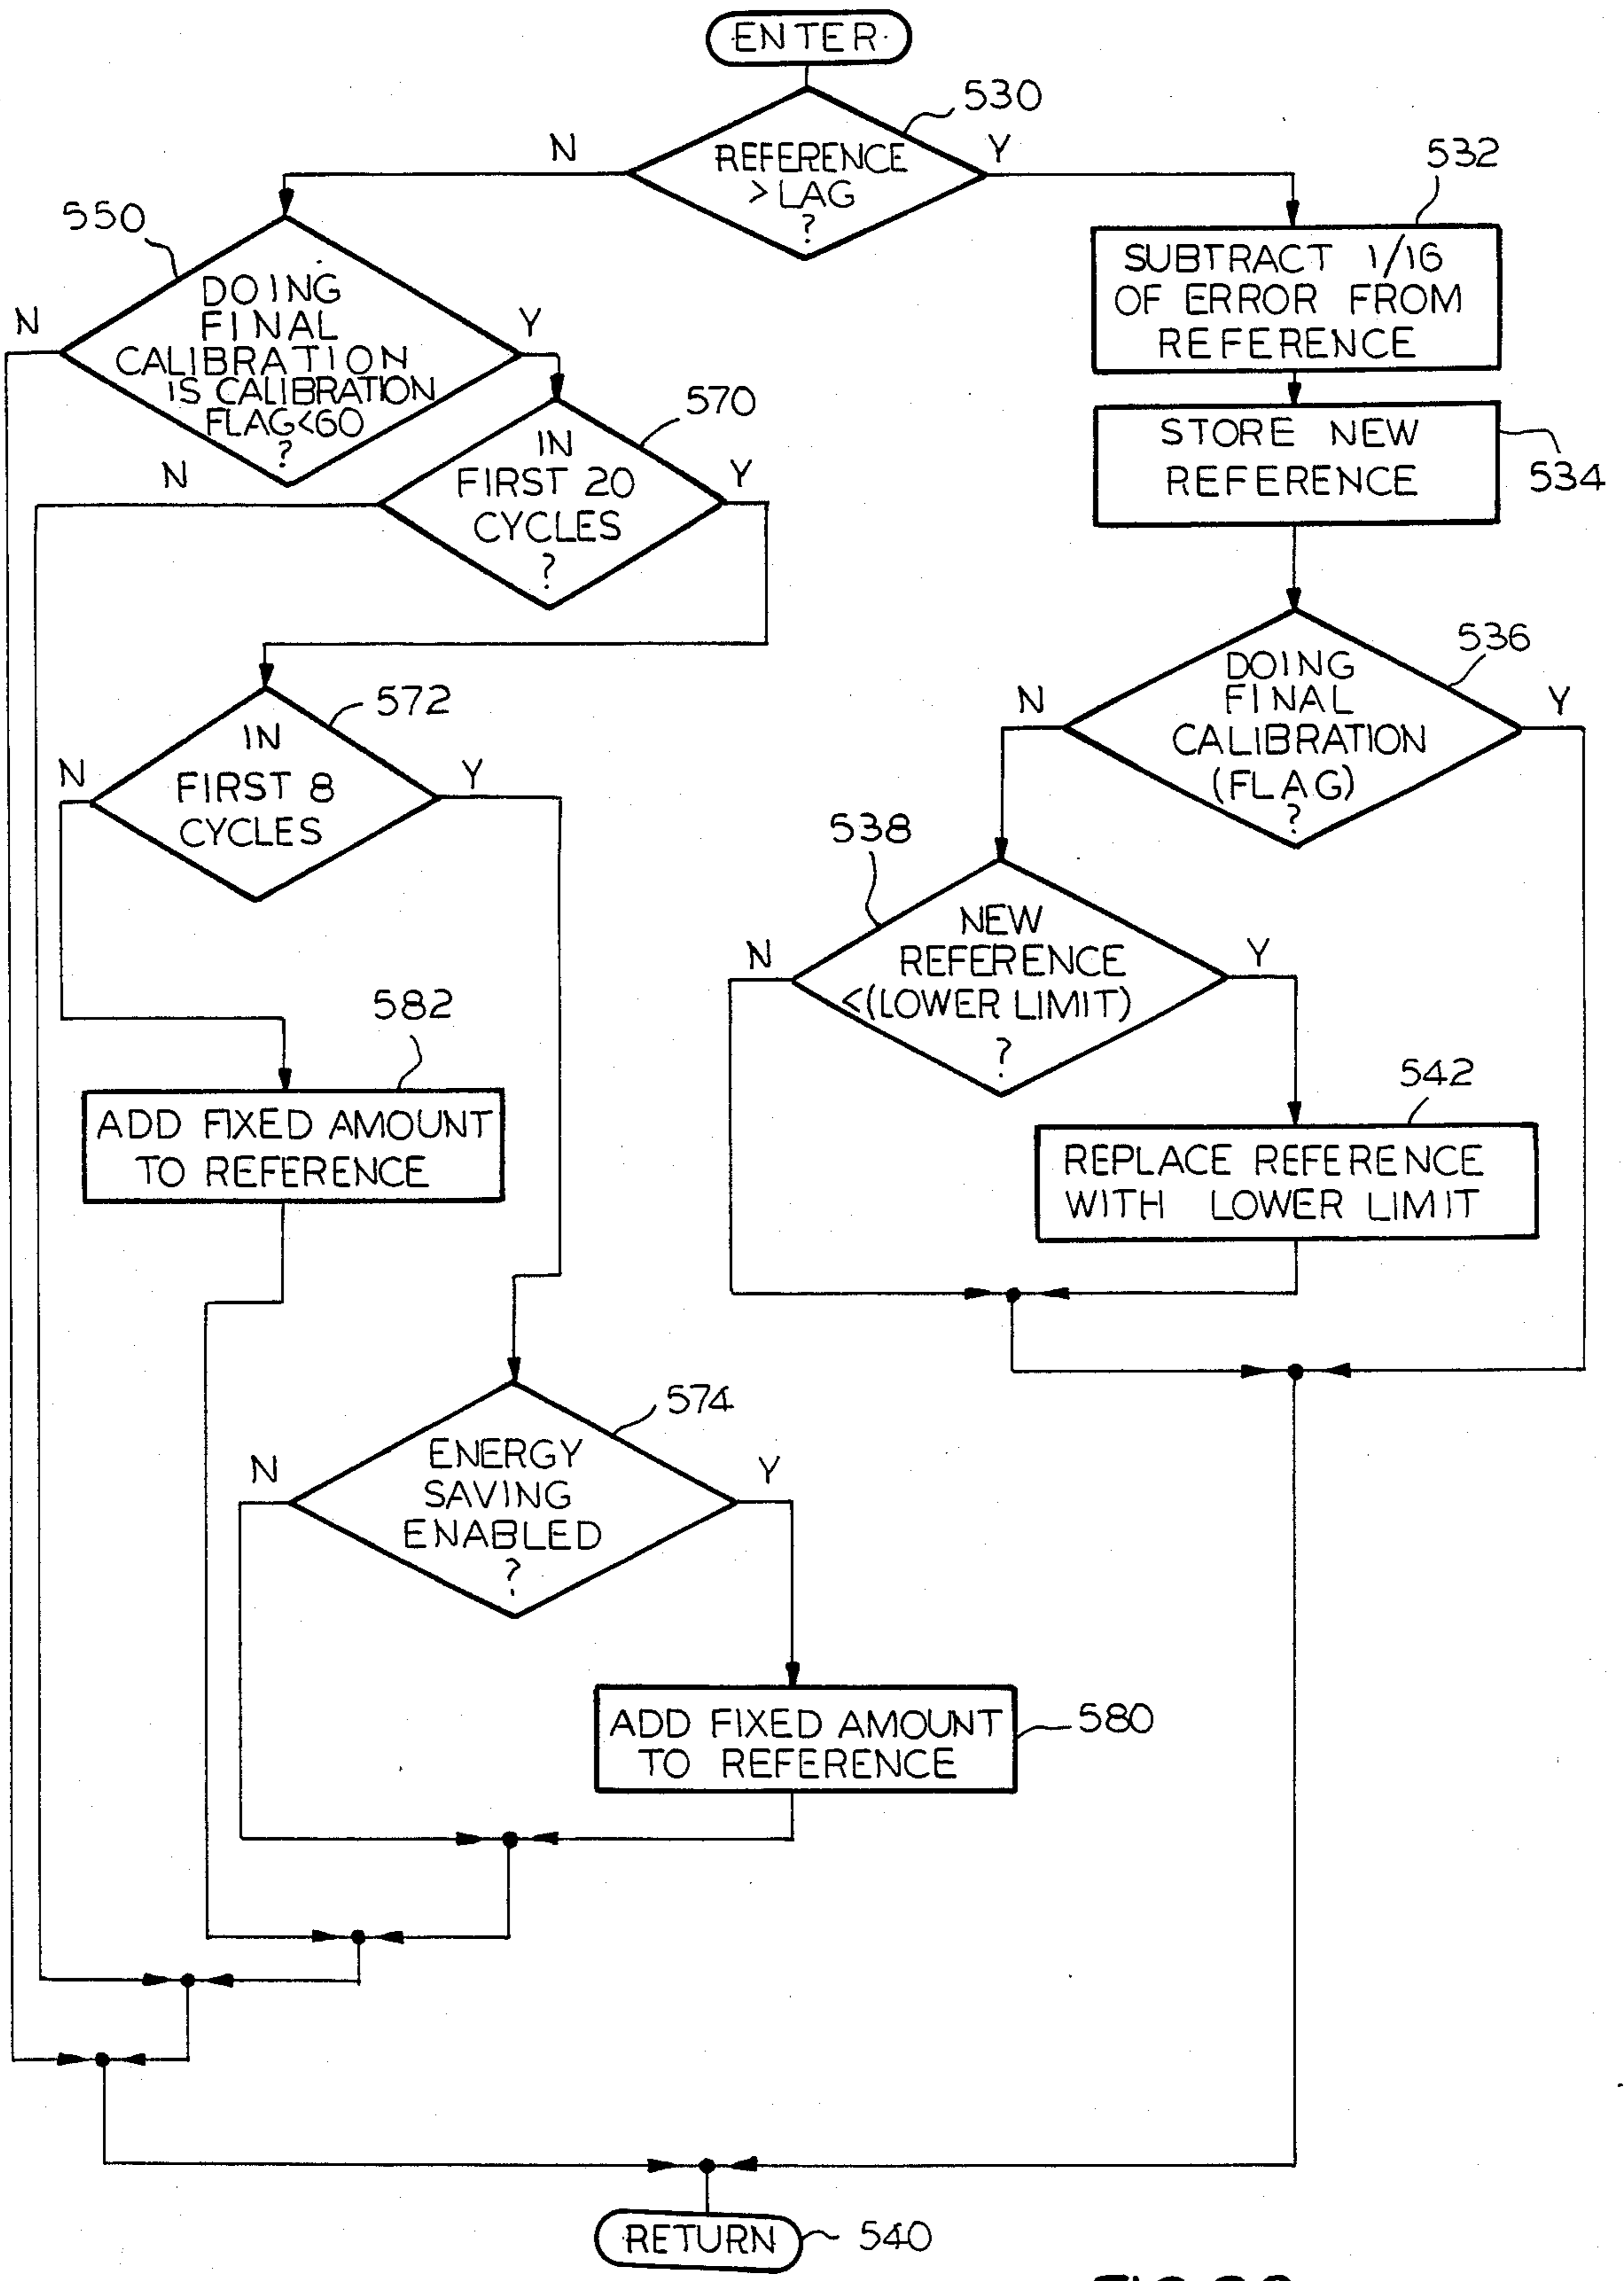 ENTER
530
N
REFERENCE
> LAG
?
Y
532
SUBTRACT 1/16
OF ERROR FROM
REFERENCE
STORE NEW
REFERENCE
534
550
N
DOING
FINAL
CALIBRATION
IS CALIBRATION
FLAG<60
?
Y
570
N
IN
FIRST 20
CYCLES
?
Y
536
N
DOING
FINAL
CALIBRATION
(FLAG)
?
Y
572
N
IN
FIRST 8
CYCLES
Y
538
N
NEW
REFERENCE
<(LOWER LIMIT)
?
Y
582
ADD FIXED AMOUNT
TO REFERENCE
542
REPLACE REFERENCE
WITH LOWER LIMIT
574
N
ENERGY
SAVING
ENABLED
?
Y
ADD FIXED AMOUNT
TO REFERENCE
580
RETURN
540